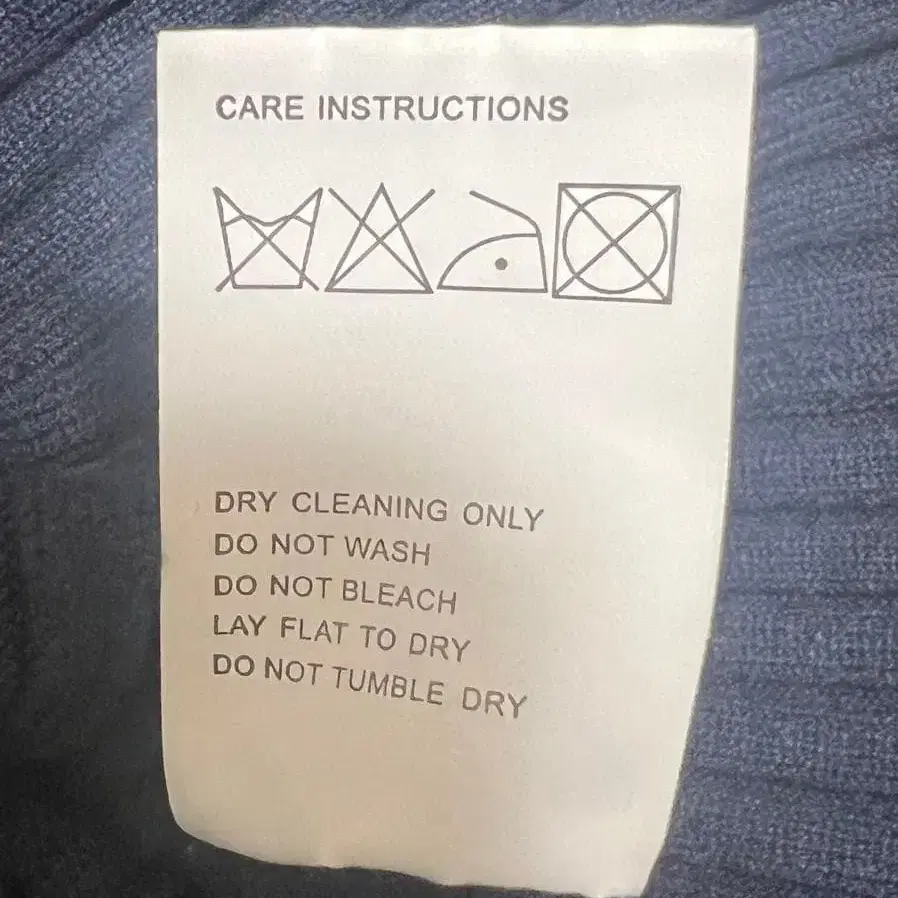 CARE INSTRUCTIONS
DRY CLEANING ONLY
DO NOT WASH
DO NOT BLEACH
LAY FLAT TO DRY
DO NOT TUMBLE DRY